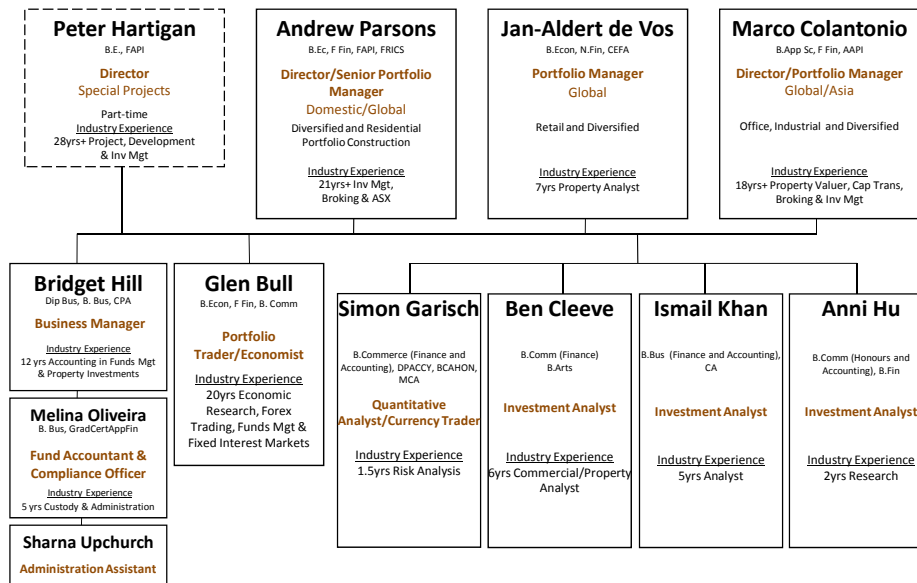 Peter Hartigan
B.E., FAPI
Director
Special Projects
Part-time
Industry Experience
28yrs+ Project, Development
& Inv Mgt
Andrew Parsons
B.Ec, F Fin, FAPI, FRICS
Director/Senior Portfolio
Manager
Domestic/Global
Diversified and Residential
Portfolio Construction
Industry Experience
21yrs+ Inv Mgt,
Broking & ASX
Jan-Aldert de Vos
B.Econ, N.Fin, CEFA
Portfolio Manager
Global
Retail and Diversified
Industry Experience
7yrs Property Analyst
Marco Colantonio
B.App Sc, F Fin, AAPI
Director/Portfolio Manager
Global/Asia
Office, Industrial and Diversified
Industry Experience
18yrs+ Property Valuer, Cap Trans,
Broking & Inv Mgt
Bridget Hill
Dip Bus, B. Bus, CPA
Business Manager
Industry Experience
12 yrs Accounting in Funds Mgt
& Property Investments
Melina Oliveira
B. Bus, GradCertAppFin
Fund Accountant &
Compliance Officer
Industry Experience
5 yrs Custody & Administration
Sharna Upchurch
Administration Assistant
Glen Bull
B.Econ, F Fin, B. Comm
Portfolio
Trader/Economist
Industry Experience
20yrs Economic
Research, Forex
Trading, Funds Mgt &
Fixed Interest Markets
Simon Garisch
B.Commerce (Finance and
Accounting), DPACCY, BCAHON,
MCA
Quantitative
Analyst/Currency Trader
Industry Experience
1.5yrs Risk Analysis
Ben Cleeve
B.Comm (Finance)
B.Arts
Investment Analyst
Industry Experience
6yrs Commercial/Property
Analyst
Ismail Khan
B.Bus (Finance and Accounting),
CA
Investment Analyst
Industry Experience
5yrs Analyst
Anni Hu
B.Comm (Honours and
Accounting), B.Fin
Investment Analyst
Industry Experience
2yrs Research